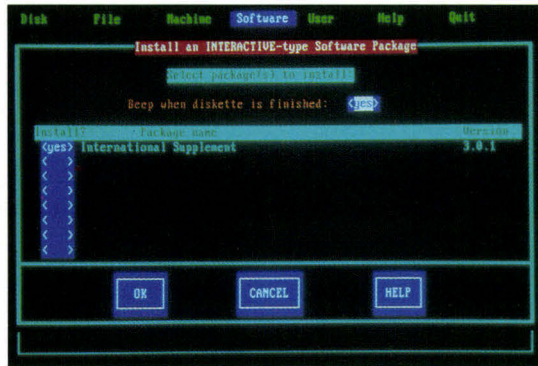 Disk File Machine Software User Help Quit
Install an INTERACTIVE-type Software Package
Select package(s) to install:
Beep when diskette is finished: <yes>
Install? Package name Version
<yes> International Supplement 3.0.1
< >
< >
< >
< >
< >
< >
< >
OK CANCEL HELP